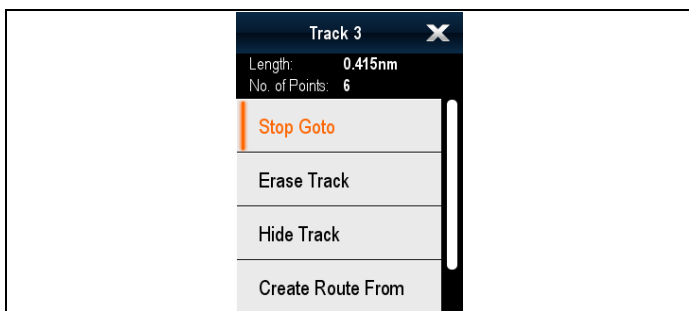 Track 3 X
Length: 0.415nm
No. of Points: 6
Stop Goto
Erase Track
Hide Track
Create Route From